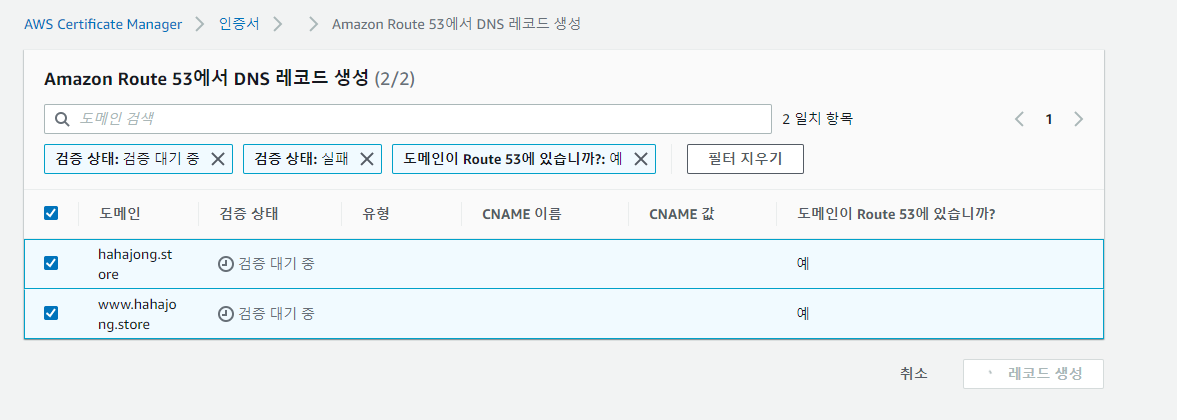 AWS Certificate Manager > 인증서 > > Amazon Route 53에서 DNS 레코드 생성
Amazon Route 53에서 DNS 레코드 생성 (2/2)
도메인 검색 2 일치 항목 < 1 >
검증 상태: 검증 대기 중 × 검증 상태: 실패 × 도메인이 Route 53에 있습니까?: 예 × 필터 지우기
도메인 검증 상태 유형 CNAME 이름 CNAME 값 도메인이 Route 53에 있습니까?
hahajong.st
ore
검증 대기 중 예
www.hahajo
ng.store
검증 대기 중 예
취소 레코드 생성